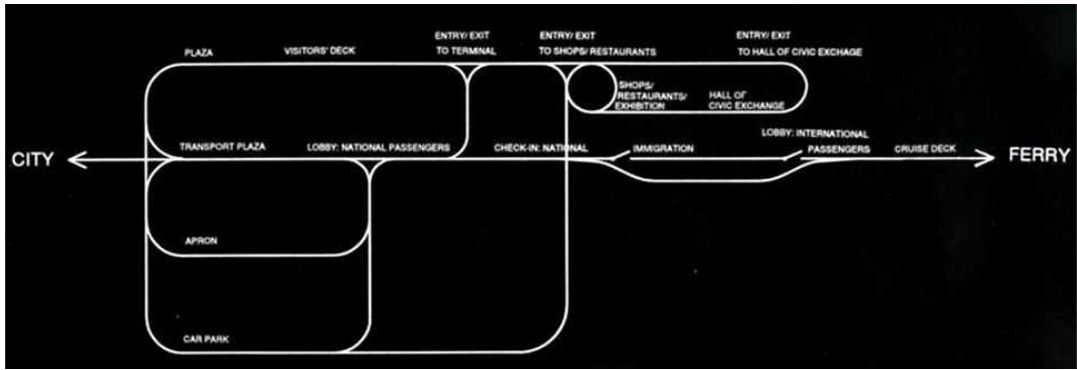 ENTRY/ EXIT
ENTRY/ EXIT
ENTRY/ EXIT
PLAZA
VISITORS' DECK
TO TERMINAL
TO SHOPS/ RESTAURANTS
TO HALL OF CIVIC EXCHAGE
SHOPS/
RESTAURANTS/
EXHIBITION
HALL OF
CIVIC EXCHANGE
LOBBY: INTERNATIONAL
PASSENGERS
TRANSPORT PLAZA
LOBBY: NATIONAL PASSENGERS
CHECK-IN: NATIONAL
IMMIGRATION
CRUISE DECK
CITY
FERRY
APRON
CAR PARK